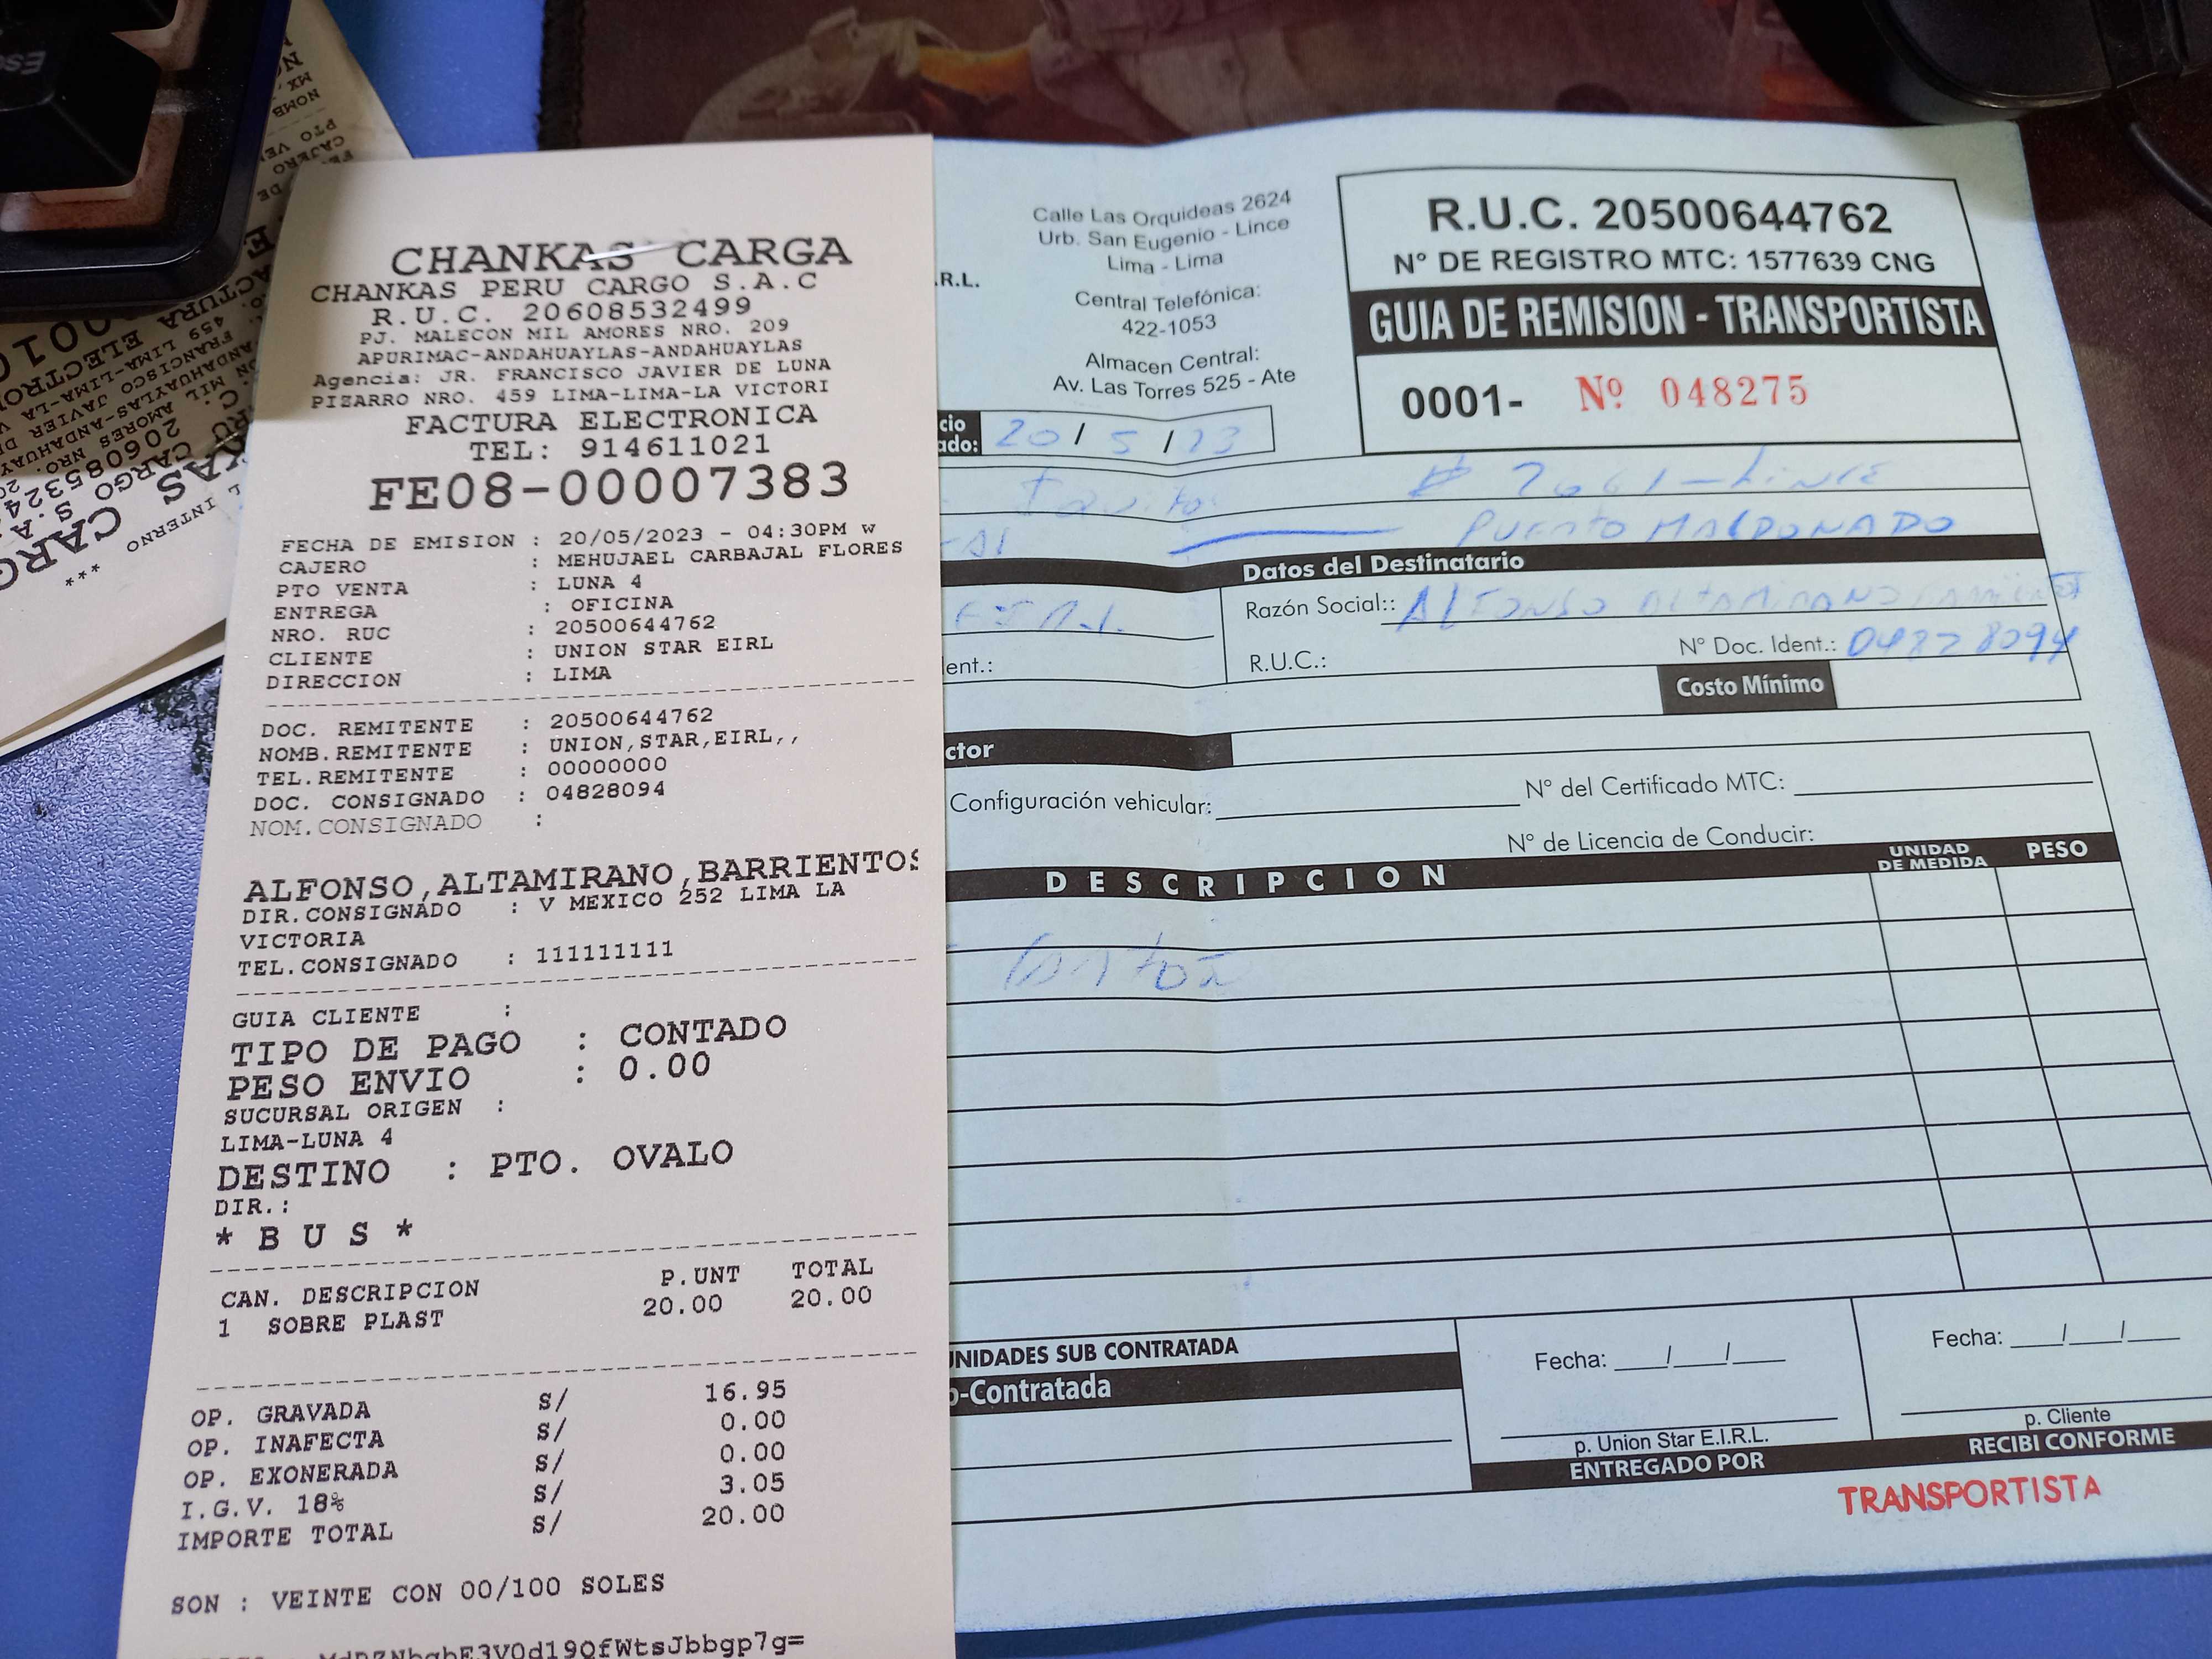 CHANKAS CARGA
CHANKAS PERU CARGO S.A.C
R.U.C. 20608532499
PJ. MALECON MIL AMORES NRO. 209
APURIMAC-ANDAHUAYLAS-ANDAHUAYLAS
Agencia: JR. FRANCISCO JAVIER DE LUNA
PIZARRO NRO. 459 LIMA-LIMA-LA VICTORI
FACTURA ELECTRONICA
TEL: 914611021
FE08-00007383
FECHA DE EMISION : 20/05/2023 - 04:30PM w
CAJERO : MEHUJAEL CARBAJAL FLORES
PTO VENTA : LUNA 4
ENTREGA : OFICINA
NRO. RUC : 20500644762
CLIENTE : UNION STAR EIRL
DIRECCION : LIMA
DOC. REMITENTE : 20500644762
NOMB.REMITENTE : UNION,STAR,EIRL,,
TEL.REMITENTE : 00000000
DOC. CONSIGNADO : 04828094
NOM.CONSIGNADO :
ALFONSO,ALTAMIRANO,BARRIENTOS
DIR.CONSIGNADO : V MEXICO 252 LIMA LA
VICTORIA
TEL.CONSIGNADO : 111111111
GUIA CLIENTE :
TIPO DE PAGO : CONTADO
PESO ENVIO : 0.00
SUCURSAL ORIGEN :
LIMA-LUNA 4
DESTINO : PTO. OVALO
DIR.:
* B U S *
CAN. DESCRIPCION P.UNT TOTAL
1 SOBRE PLAST 20.00 20.00
OP. GRAVADA S/ 16.95
OP. INAFECTA S/ 0.00
OP. EXONERADA S/ 0.00
I.G.V. 18% S/ 3.05
IMPORTE TOTAL S/ 20.00
SON : VEINTE CON 00/100 SOLES
.R.L.
Calle Las Orquideas 2624
Urb. San Eugenio - Lince
Lima - Lima
Central Telefónica:
422-1053
Almacen Central:
Av. Las Torres 525 - Ate
R.U.C. 20500644762
N° DE REGISTRO MTC: 1577639 CNG
GUIA DE REMISION - TRANSPORTISTA
0001- Nº 048275
cio
ado: 20/5/23
PUERTO MALDONADO
Datos del Destinatario
Razón Social:: ALFONSO ALTAMIRANO
ent.:
R.U.C.: N° Doc. Ident.: 04828094
Costo Mínimo
ctor
Configuración vehicular: N° del Certificado MTC:
N° de Licencia de Conducir:
DESCRIPCION UNIDAD DE MEDIDA PESO
UNIDADES SUB CONTRATADA
o-Contratada
Fecha: / /
p. Union Star E.I.R.L.
ENTREGADO POR
Fecha: / /
p. Cliente
RECIBI CONFORME
TRANSPORTISTA